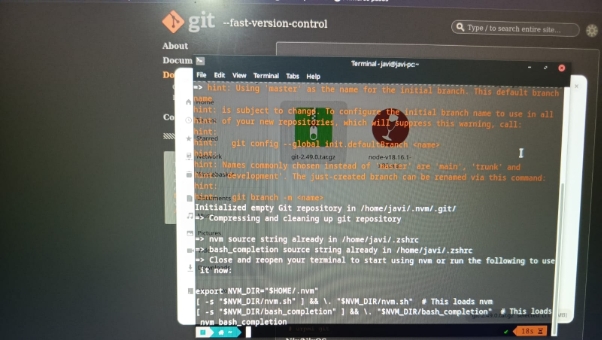 git --fast-version-control
Type / to search entire site...
About
Docum
Do
Co
Terminal - javi@javi-pc:~
File Edit View Terminal Tabs Help
=> hint: Using 'master' as the name for the initial branch. This default branch
name
hint: is subject to change. To configure the initial branch name to use in all
hint: of your new repositories, which will suppress this warning, call:
hint:
hint: git config --global init.defaultBranch <name>
hint:
hint: Names commonly chosen instead of 'master' are 'main', 'trunk' and
hint: 'development'. The just-created branch can be renamed via this command:
hint:
hint: git branch -m <name>
git-2.49.0.tar.gz
node-v18.16.1-
Pictures
Initialized empty Git repository in /home/javi/.nvm/.git/
=> Compressing and cleaning up git repository
=> nvm source string already in /home/javi/.zshrc
=> bash_completion source string already in /home/javi/.zshrc
=> Close and reopen your terminal to start using nvm or run the following to use
it now:
export NVM_DIR="$HOME/.nvm"
[ -s "$NVM_DIR/nvm.sh" ] && \. "$NVM_DIR/nvm.sh" # This loads nvm
[ -s "$NVM_DIR/bash_completion" ] && \. "$NVM_DIR/bash_completion" # This loads
nvm bash_completion
~
18s